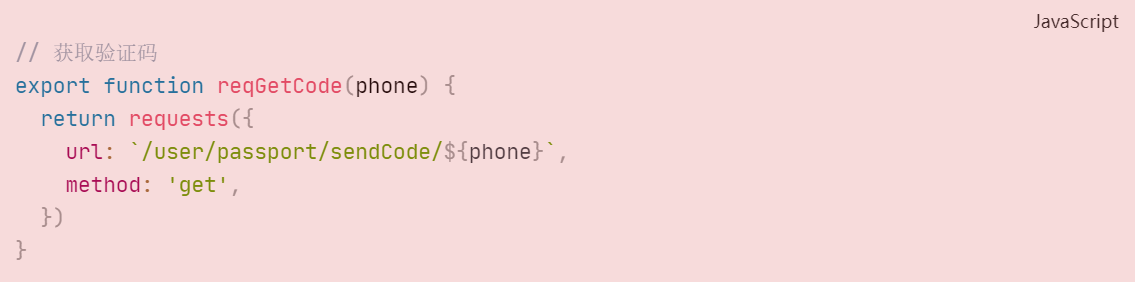 JavaScript
// 获取验证码
export function reqGetCode(phone) {
  return requests({
    url: `/user/passport/sendCode/${phone}`,
    method: 'get',
  })
}